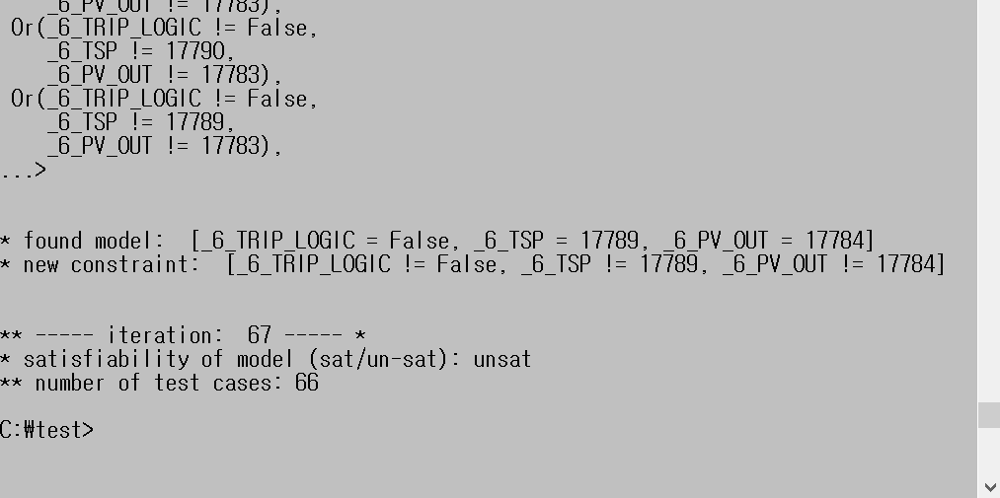 _6_PV_OUT != 17783),
Or(_6_TRIP_LOGIC != False,
_6_TSP != 17790,
_6_PV_OUT != 17783),
Or(_6_TRIP_LOGIC != False,
_6_TSP != 17789,
_6_PV_OUT != 17783),
...>
* found model:  [_6_TRIP_LOGIC = False, _6_TSP = 17789, _6_PV_OUT = 17784]
* new constraint:  [_6_TRIP_LOGIC != False, _6_TSP != 17789, _6_PV_OUT != 17784]
** ----- iteration:  67 ----- *
* satisfiability of model (sat/un-sat): unsat
** number of test cases: 66
C:₩test>